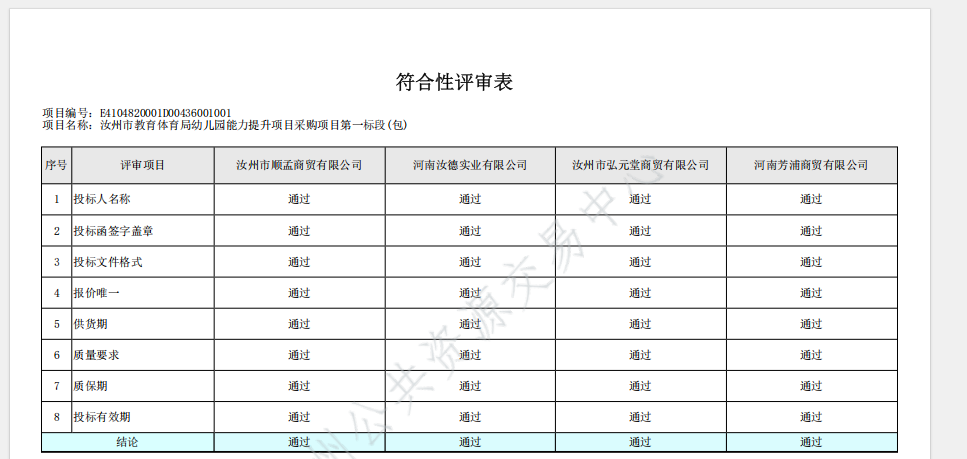 符合性评审表
项目编号：E4104820001D00436001001
项目名称：汝州市教育体育局幼儿园能力提升项目采购项目第一标段(包)
序号 评审项目 汝州市顺孟商贸有限公司 河南汝德实业有限公司 汝州市弘元堂商贸有限公司 河南芳浦商贸有限公司
1 投标人名称 通过 通过 通过 通过
2 投标函签字盖章 通过 通过 通过 通过
3 投标文件格式 通过 通过 通过 通过
4 报价唯一 通过 通过 通过 通过
5 供货期 通过 通过 通过 通过
6 质量要求 通过 通过 通过 通过
7 质保期 通过 通过 通过 通过
8 投标有效期 通过 通过 通过 通过
结论 通过 通过 通过 通过
州公共资源交易中心